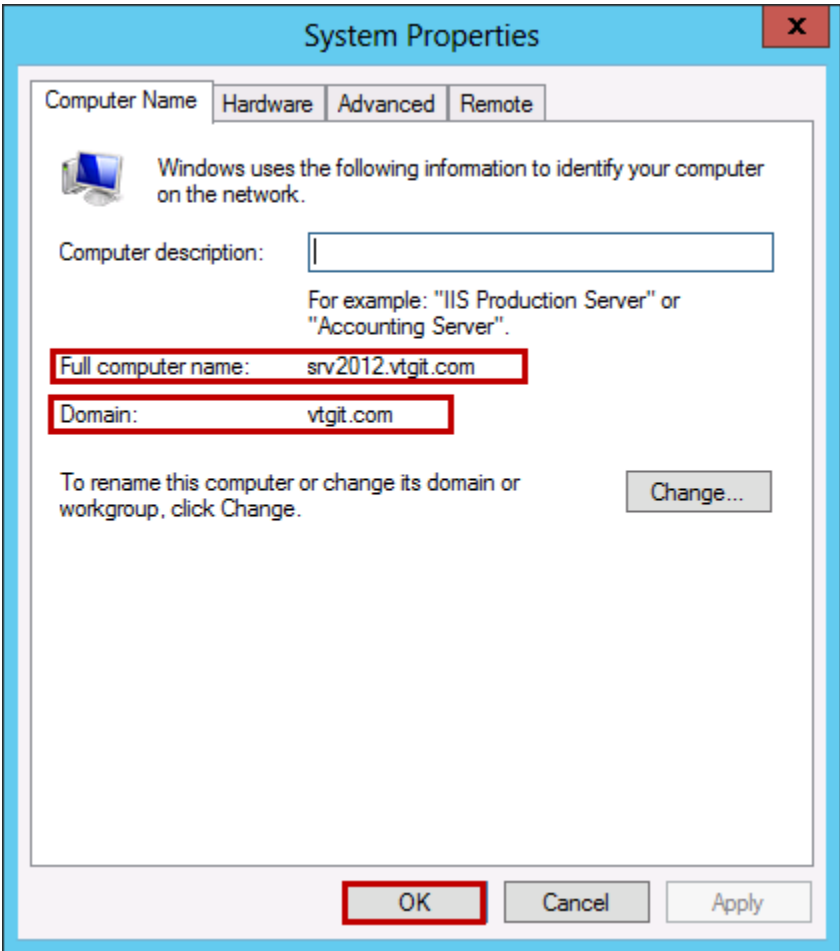 System Properties
x
Computer Name Hardware Advanced Remote
Windows uses the following information to identify your computer
on the network.
Computer description:
For example: "IIS Production Server" or
"Accounting Server".
Full computer name: srv2012.vtgit.com
Domain: vtgit.com
To rename this computer or change its domain or
workgroup, click Change.
Change...
OK Cancel Apply